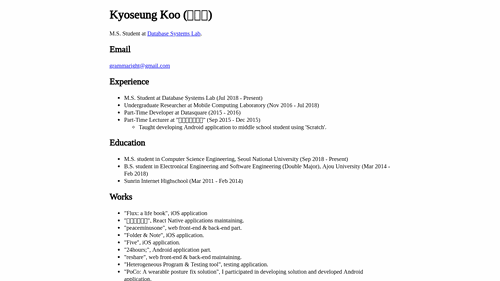 Kyoseung Koo (
M.S. Student at Database Systems Lab.
Email
grammaright@gmail.com
Experience
M.S. Student at Database Systems Lab (Jul 2018 - Present)
Undergraduate Researcher at Mobile Computing Laboratory (Nov 2016 - Jul 2018)
Part-Time Developer at Datasquare (2015 - 2016)
Part-Time Lecturer at "" (Sep 2015 - Dec 2015)
Taught developing Android application to middle school student using 'Scratch'.
Education
M.S. student in Computer Science Engineering, Seoul National University (Sep 2018 - Present)
B.S. student in Electronical Engineering and Software Engineering (Double Major), Ajou University (Mar 2014 -
Feb 2018)
Sunrin Internet Highschool (Mar 2011 - Feb 2014)
Works
"Flux: a life book", iOS application
"", React Native applications maintaining.
"peaceminusone", web front-end & back-end part.
"Folder & Note", iOS application.
"Five", iOS application.
"24hours;", Android application part.
"reshare", web front-end & back-end maintaining.
"Heterogeneous Program & Testing tool", testing application.
"PoCo: A wearable posture fix solution", I participated in developing solution and developed Android
application.